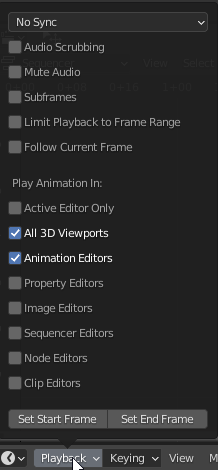 No Sync
Audio Scrubbing
Mute Audio
Subframes
Limit Playback to Frame Range
Follow Current Frame
Play Animation In:
Active Editor Only
All 3D Viewports
Animation Editors
Property Editors
Image Editors
Sequencer Editors
Node Editors
Clip Editors
Set Start Frame Set End Frame
Playback Keying View M